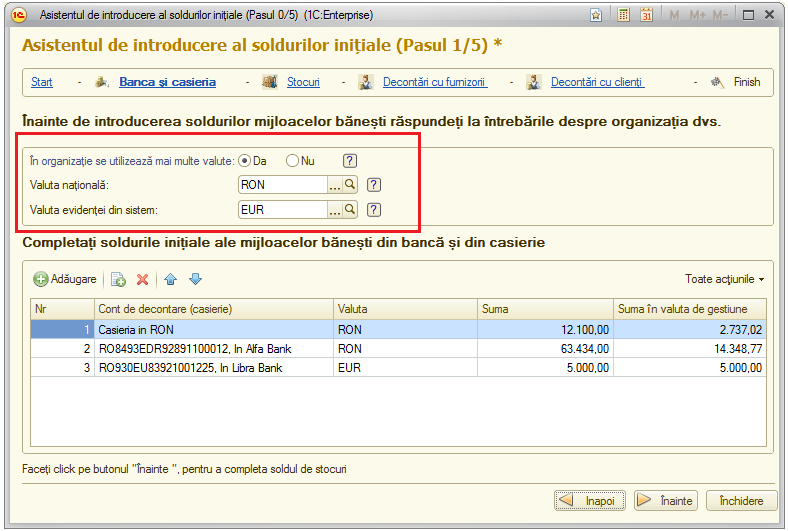 Asistentul de introducere al soldurilor inițiale (Pasul 0/5) (1C:Enterprise)
31 M M+ M-
Asistentul de introducere al soldurilor inițiale (Pasul 1/5) *
Start - Banca și casieria - Stocuri - Decontări cu furnizorii - Decontări cu clienți - Finish
Înainte de introducerea soldurilor mijloacelor bănești răspundeți la întrebările despre organizația dvs.
În organizație se utilizează mai multe valute: Da Nu ?
Valuta națională: RON ... ?
Valuta evidenței din sistem: EUR ... ?
Completați soldurile inițiale ale mijloacelor bănești din bancă și din casierie
Adăugare Toate acțiunile
Nr Cont de decontare (casierie) Valuta Suma Suma în valuta de gestiune
1 Casieria in RON RON 12.100,00 2.737,02
2 RO8493EDR92891100012, In Alfa Bank RON 63.434,00 14.348,77
3 RO930EU83921001225, In Libra Bank EUR 5.000,00 5.000,00
Faceți click pe butonul "Înainte ", pentru a completa soldul de stocuri
Inapoi Înainte Închidere